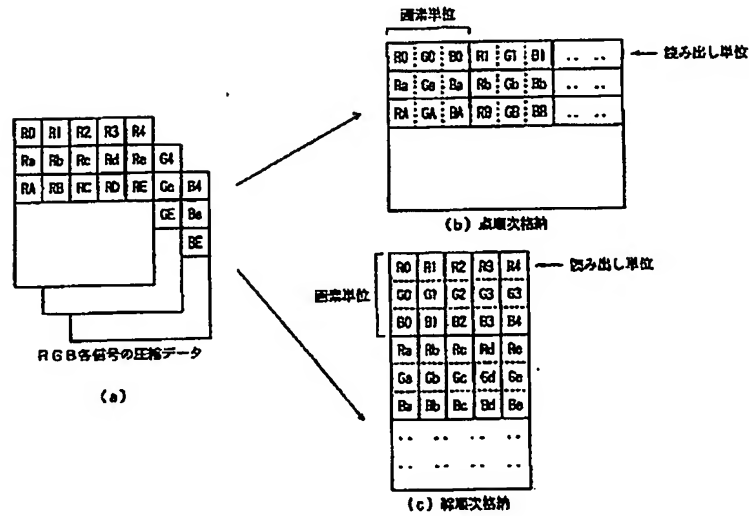 画素単位
R0 G0 B0 R1 G1 B1 .. ..
← 読み出し単位
Ra Ga Ba Rb Gb Bb .. ..
RA GA BA RB GB BB .. ..
(b) 点順次格納
R0 R1 R2 R3 R4
Ra Rb Rc Rd Re G4
RA RB RC RD RE Ge B4
GE Be
BE
RGB各信号の圧縮データ
(a)
R0 R1 R2 R3 R4
← 読み出し単位
画素単位
G0 G1 G2 G3 G3
B0 B1 B2 B3 B4
Ra Rb Rc Rd Re
Ga Gb Gc Gd Ge
Ba Bb Bc Bd Be
.. .. .. ..
.. .. .. ..
(c) 線順次格納